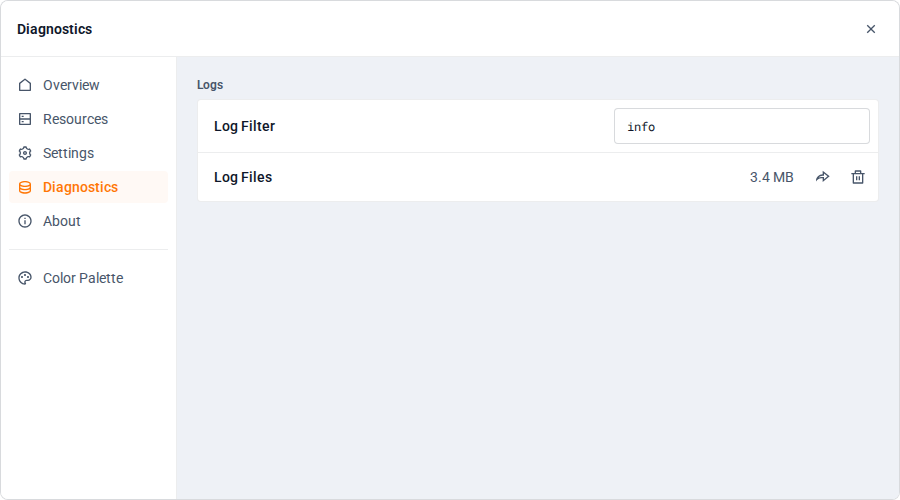 Diagnostics
Overview
Resources
Settings
Diagnostics
About
Color Palette
Logs
Log Filter
info
Log Files
3.4 MB